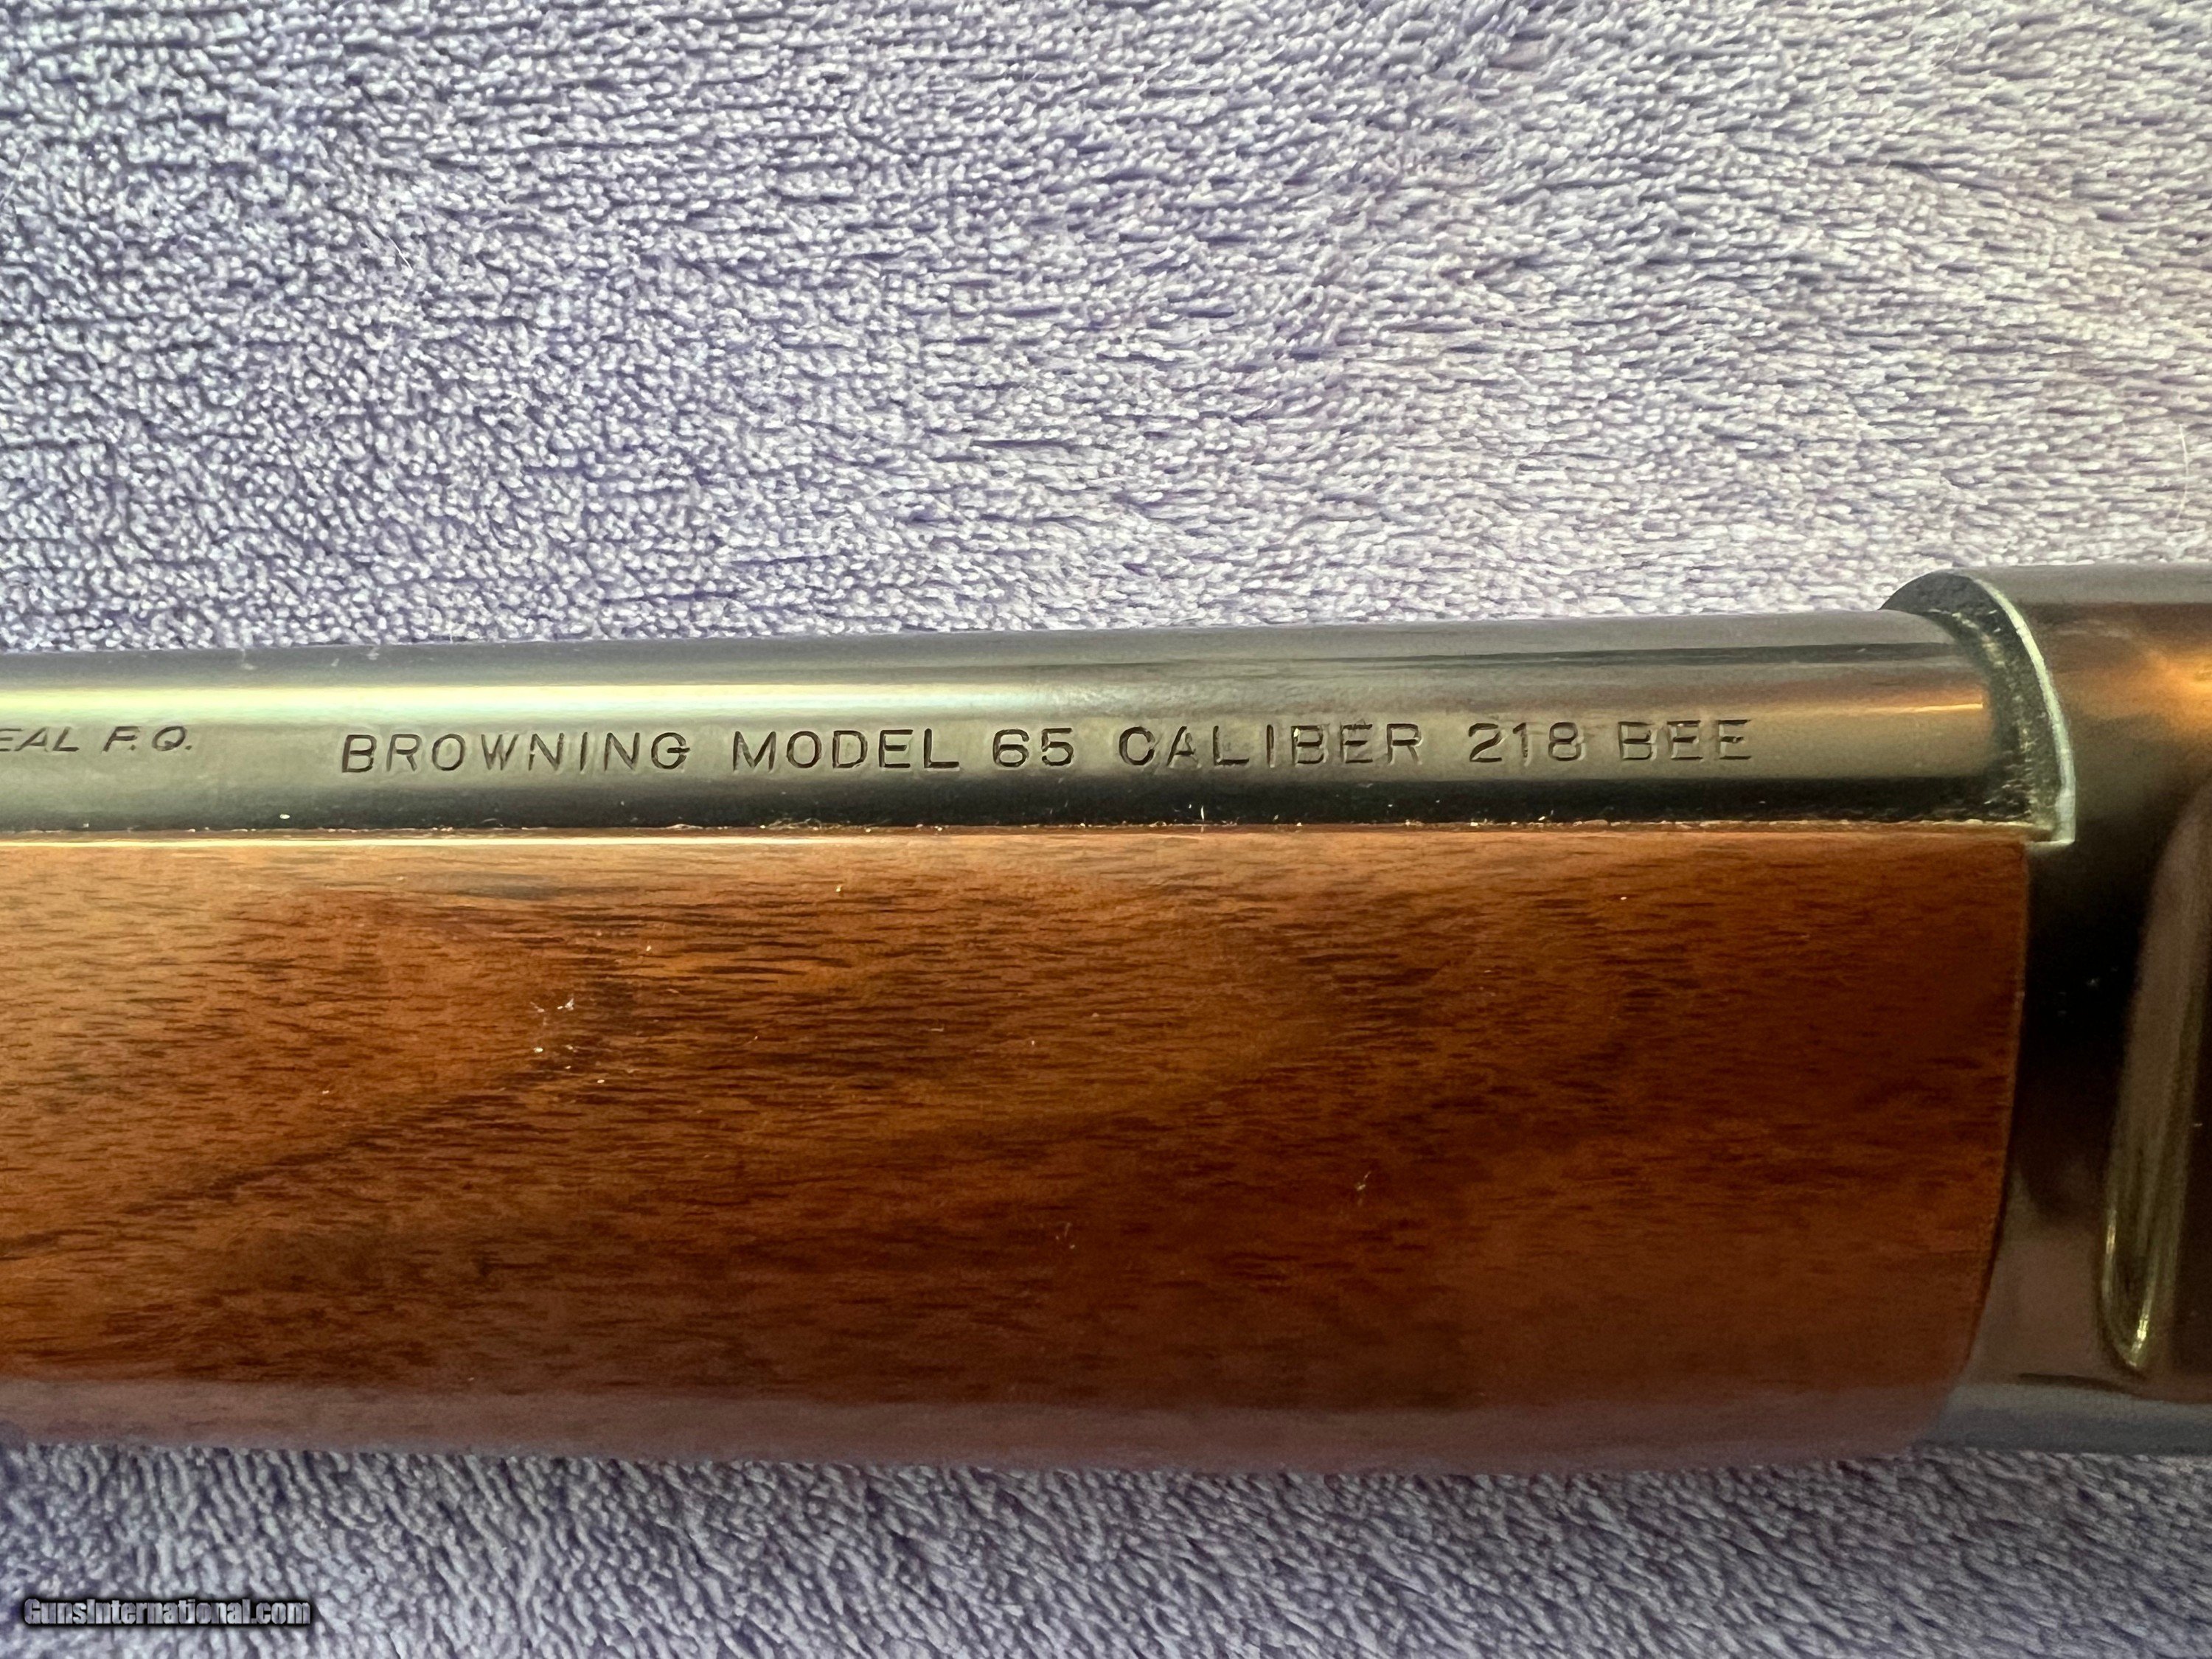 EAL P.Q. BROWNING MODEL 65 CALIBER 218 BEE
GunsInternational.com